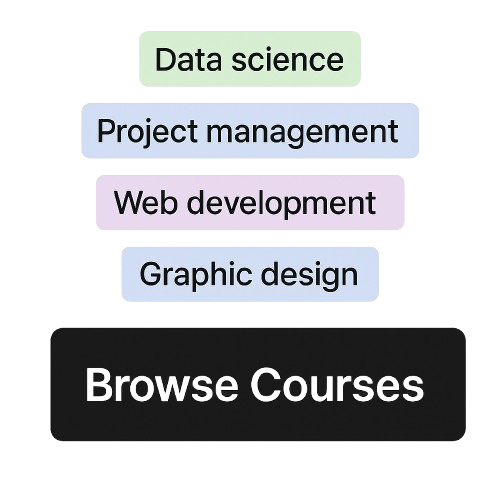 Data science
Project management
Web development
Graphic design
Browse Courses